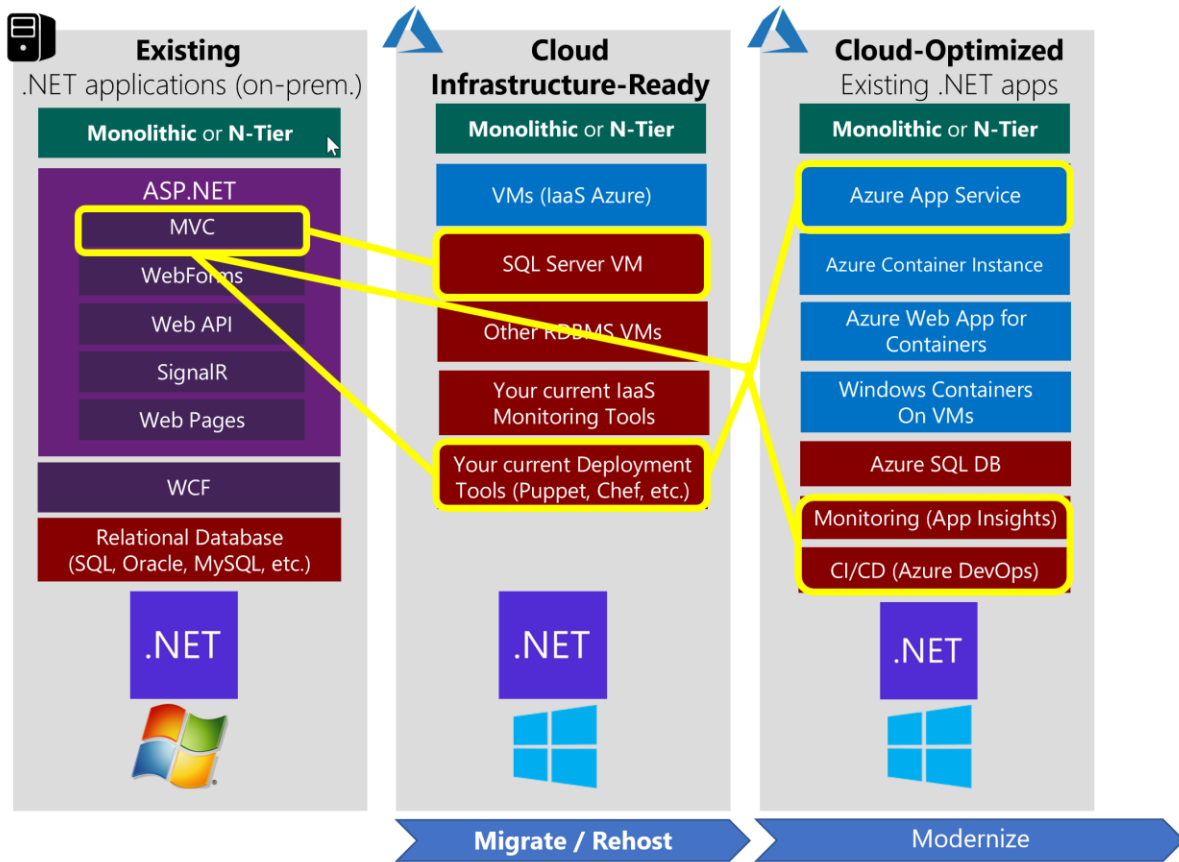 Existing
.NET applications (on-prem.)
Monolithic or N-Tier
ASP.NET
MVC
WebForms
Web API
SignalR
Web Pages
WCF
Relational Database
(SQL, Oracle, MySQL, etc.)
.NET
Cloud
Infrastructure-Ready
Monolithic or N-Tier
VMs (IaaS Azure)
SQL Server VM
Other RDBMS VMs
Your current IaaS
Monitoring Tools
Your current Deployment
Tools (Puppet, Chef, etc.)
.NET
Migrate / Rehost
Cloud-Optimized
Existing .NET apps
Monolithic or N-Tier
Azure App Service
Azure Container Instance
Azure Web App for
Containers
Windows Containers
On VMs
Azure SQL DB
Monitoring (App Insights)
CI/CD (Azure DevOps)
.NET
Modernize